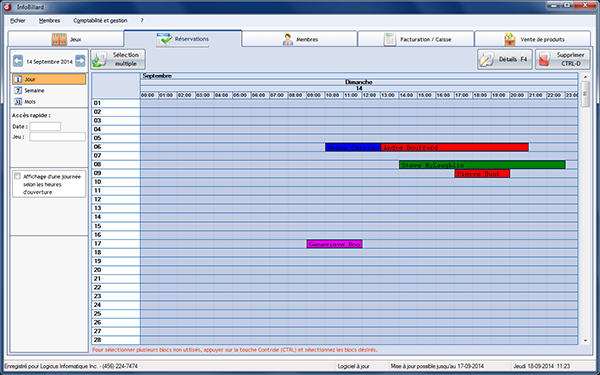 InfoBillard
Fichier Membres Comptabilité et gestion ?
Jeux Réservations Membres Facturation / Caisse Vente de produits
14 Septembre 2014
Sélection multiple
Détails F4
Supprimer CTRL-D
Jour
Semaine
Mois
Accès rapide :
Date :
Jeu :
Affichage d'une journée
selon les heures
d'ouverture
Septembre
Dimanche
14
00:00 01:00 02:00 03:00 04:00 05:00 06:00 07:00 08:00 09:00 10:00 11:00 12:00 13:00 14:00 15:00 16:00 17:00 18:00 19:00 20:00 21:00 22:00 23:00
01
02
03
04
05
06 André Bouffard
07
08 Steve McLaughlin
09 Pierre
10
11
12
13
14
15
16
17 Genevieve Bou
18
19
20
21
22
23
24
25
26
27
28
Pour sélectionner plusieurs blocs non utilisés, appuyer sur la touche Controle (CTRL) et sélectionnez les blocs désirés.
Enregistré pour Logicus Informatique Inc. - (456) 224-7474 Logiciel à jour Mise à jour possible jusqu'au 17-09-2014 Jeudi 18-09-2014 11:23